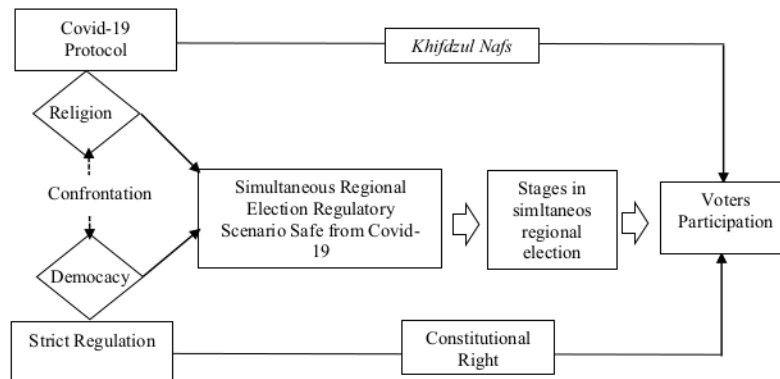 Covid-19
Protocol
Khifdzul Nafs
Religion
Confrontation
Simultaneous Regional
Election Regulatory
Scenario Safe from Covid-
19
Stages in
simltaneos
regional
election
Voters
Participation
Democacy
Strict Regulation
Constitutional
Right